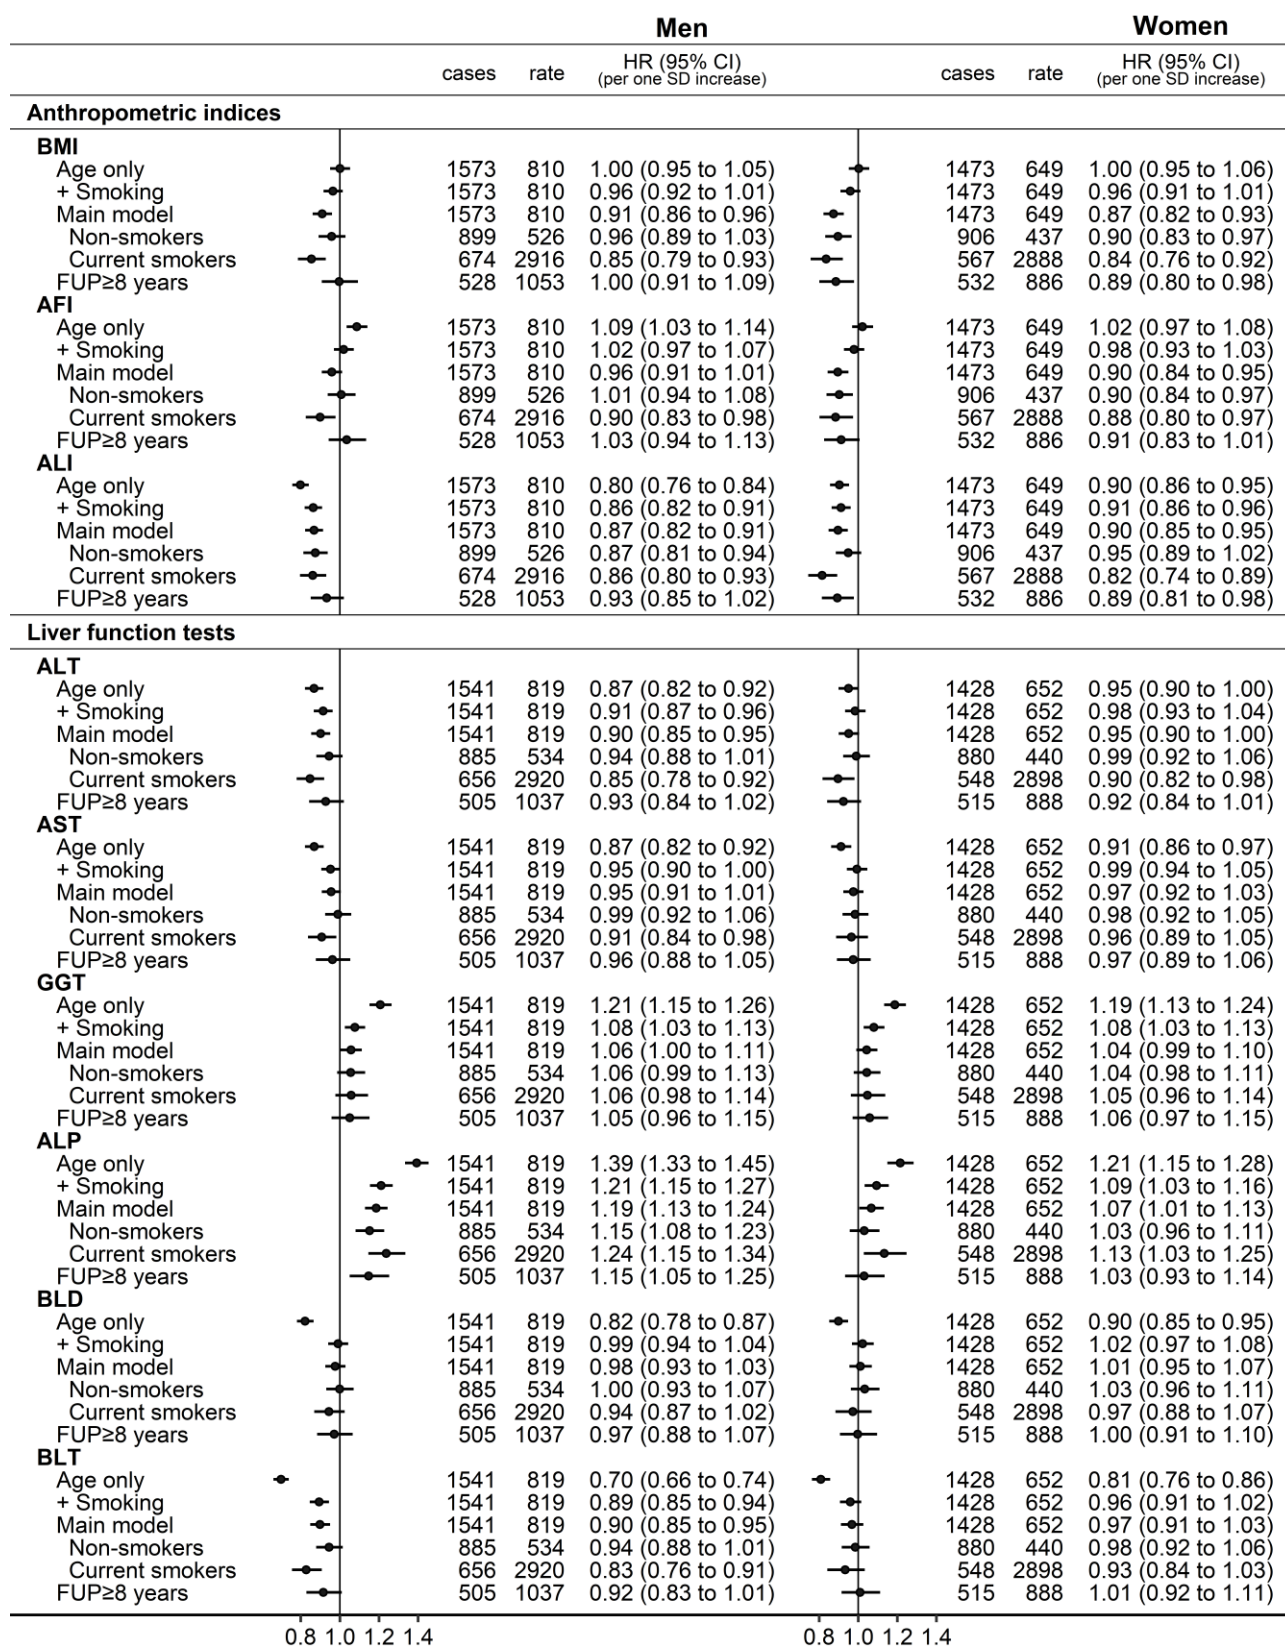 Men Women
cases rate HR (95% CI) cases rate HR (95% CI)
(per one SD increase) (per one SD increase)
Anthropometric indices
BMI
Age only 1573 810 1.00 (0.95 to 1.05) 1473 649 1.00 (0.95 to 1.06)
+ Smoking 1573 810 0.96 (0.92 to 1.01) 1473 649 0.96 (0.91 to 1.01)
Main model 1573 810 0.91 (0.86 to 0.96) 1473 649 0.87 (0.82 to 0.93)
Non-smokers 899 526 0.96 (0.89 to 1.03) 906 437 0.90 (0.83 to 0.97)
Current smokers 674 2916 0.85 (0.79 to 0.93) 567 2888 0.84 (0.76 to 0.92)
FUP≥8 years 528 1053 1.00 (0.91 to 1.09) 532 886 0.89 (0.80 to 0.98)
AFI
Age only 1573 810 1.09 (1.03 to 1.14) 1473 649 1.02 (0.97 to 1.08)
+ Smoking 1573 810 1.02 (0.97 to 1.07) 1473 649 0.98 (0.93 to 1.03)
Main model 1573 810 0.96 (0.91 to 1.01) 1473 649 0.90 (0.84 to 0.95)
Non-smokers 899 526 1.01 (0.94 to 1.08) 906 437 0.90 (0.84 to 0.97)
Current smokers 674 2916 0.90 (0.83 to 0.98) 567 2888 0.88 (0.80 to 0.97)
FUP≥8 years 528 1053 1.03 (0.94 to 1.13) 532 886 0.91 (0.83 to 1.01)
ALI
Age only 1573 810 0.80 (0.76 to 0.84) 1473 649 0.90 (0.86 to 0.95)
+ Smoking 1573 810 0.86 (0.82 to 0.91) 1473 649 0.91 (0.86 to 0.96)
Main model 1573 810 0.87 (0.82 to 0.91) 1473 649 0.90 (0.85 to 0.95)
Non-smokers 899 526 0.87 (0.81 to 0.94) 906 437 0.95 (0.89 to 1.02)
Current smokers 674 2916 0.86 (0.80 to 0.93) 567 2888 0.82 (0.74 to 0.89)
FUP≥8 years 528 1053 0.93 (0.85 to 1.02) 532 886 0.89 (0.81 to 0.98)
Liver function tests
ALT
Age only 1541 819 0.87 (0.82 to 0.92) 1428 652 0.95 (0.90 to 1.00)
+ Smoking 1541 819 0.91 (0.87 to 0.96) 1428 652 0.98 (0.93 to 1.04)
Main model 1541 819 0.90 (0.85 to 0.95) 1428 652 0.95 (0.90 to 1.00)
Non-smokers 885 534 0.94 (0.88 to 1.01) 880 440 0.99 (0.92 to 1.06)
Current smokers 656 2920 0.85 (0.78 to 0.92) 548 2898 0.90 (0.82 to 0.98)
FUP≥8 years 505 1037 0.93 (0.84 to 1.02) 515 888 0.92 (0.84 to 1.01)
AST
Age only 1541 819 0.87 (0.82 to 0.92) 1428 652 0.91 (0.86 to 0.97)
+ Smoking 1541 819 0.95 (0.90 to 1.00) 1428 652 0.99 (0.94 to 1.05)
Main model 1541 819 0.95 (0.91 to 1.01) 1428 652 0.97 (0.92 to 1.03)
Non-smokers 885 534 0.99 (0.92 to 1.06) 880 440 0.98 (0.92 to 1.05)
Current smokers 656 2920 0.91 (0.84 to 0.98) 548 2898 0.96 (0.89 to 1.05)
FUP≥8 years 505 1037 0.96 (0.88 to 1.05) 515 888 0.97 (0.89 to 1.06)
GGT
Age only 1541 819 1.21 (1.15 to 1.26) 1428 652 1.19 (1.13 to 1.24)
+ Smoking 1541 819 1.08 (1.03 to 1.13) 1428 652 1.08 (1.03 to 1.13)
Main model 1541 819 1.06 (1.00 to 1.11) 1428 652 1.04 (0.99 to 1.10)
Non-smokers 885 534 1.06 (0.99 to 1.13) 880 440 1.04 (0.98 to 1.11)
Current smokers 656 2920 1.06 (0.98 to 1.14) 548 2898 1.05 (0.96 to 1.14)
FUP≥8 years 505 1037 1.05 (0.96 to 1.15) 515 888 1.06 (0.97 to 1.15)
ALP
Age only 1541 819 1.39 (1.33 to 1.45) 1428 652 1.21 (1.15 to 1.28)
+ Smoking 1541 819 1.21 (1.15 to 1.27) 1428 652 1.09 (1.03 to 1.16)
Main model 1541 819 1.19 (1.13 to 1.24) 1428 652 1.07 (1.01 to 1.13)
Non-smokers 885 534 1.15 (1.08 to 1.23) 880 440 1.03 (0.96 to 1.11)
Current smokers 656 2920 1.24 (1.15 to 1.34) 548 2898 1.13 (1.03 to 1.25)
FUP≥8 years 505 1037 1.15 (1.05 to 1.25) 515 888 1.03 (0.93 to 1.14)
BLD
Age only 1541 819 0.82 (0.78 to 0.87) 1428 652 0.90 (0.85 to 0.95)
+ Smoking 1541 819 0.99 (0.94 to 1.04) 1428 652 1.02 (0.97 to 1.08)
Main model 1541 819 0.98 (0.93 to 1.03) 1428 652 1.01 (0.95 to 1.07)
Non-smokers 885 534 1.00 (0.93 to 1.07) 880 440 1.03 (0.96 to 1.11)
Current smokers 656 2920 0.94 (0.87 to 1.02) 548 2898 0.97 (0.88 to 1.07)
FUP≥8 years 505 1037 0.97 (0.88 to 1.07) 515 888 1.00 (0.91 to 1.10)
BLT
Age only 1541 819 0.70 (0.66 to 0.74) 1428 652 0.81 (0.76 to 0.86)
+ Smoking 1541 819 0.89 (0.85 to 0.94) 1428 652 0.96 (0.91 to 1.02)
Main model 1541 819 0.90 (0.85 to 0.95) 1428 652 0.97 (0.91 to 1.03)
Non-smokers 885 534 0.94 (0.88 to 1.01) 880 440 0.98 (0.92 to 1.06)
Current smokers 656 2920 0.83 (0.76 to 0.91) 548 2898 0.93 (0.84 to 1.03)
FUP≥8 years 505 1037 0.92 (0.83 to 1.01) 515 888 1.01 (0.92 to 1.11)
0.8 1.0 1.2 1.4 0.8 1.0 1.2 1.4